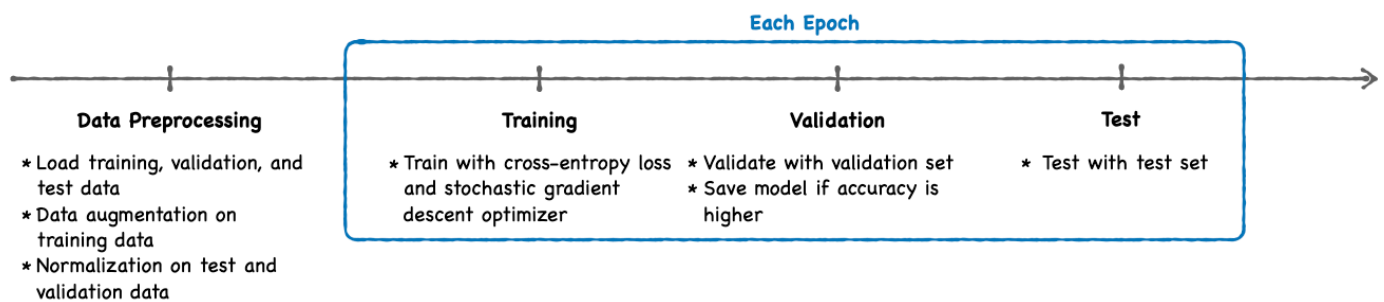 Each Epoch
Data Preprocessing
* Load training, validation, and
test data
* Data augmentation on
training data
* Normalization on test and
validation data
Training
* Train with cross-entropy loss
and stochastic gradient
descent optimizer
Validation
* Validate with validation set
* Save model if accuracy is
higher
Test
* Test with test set